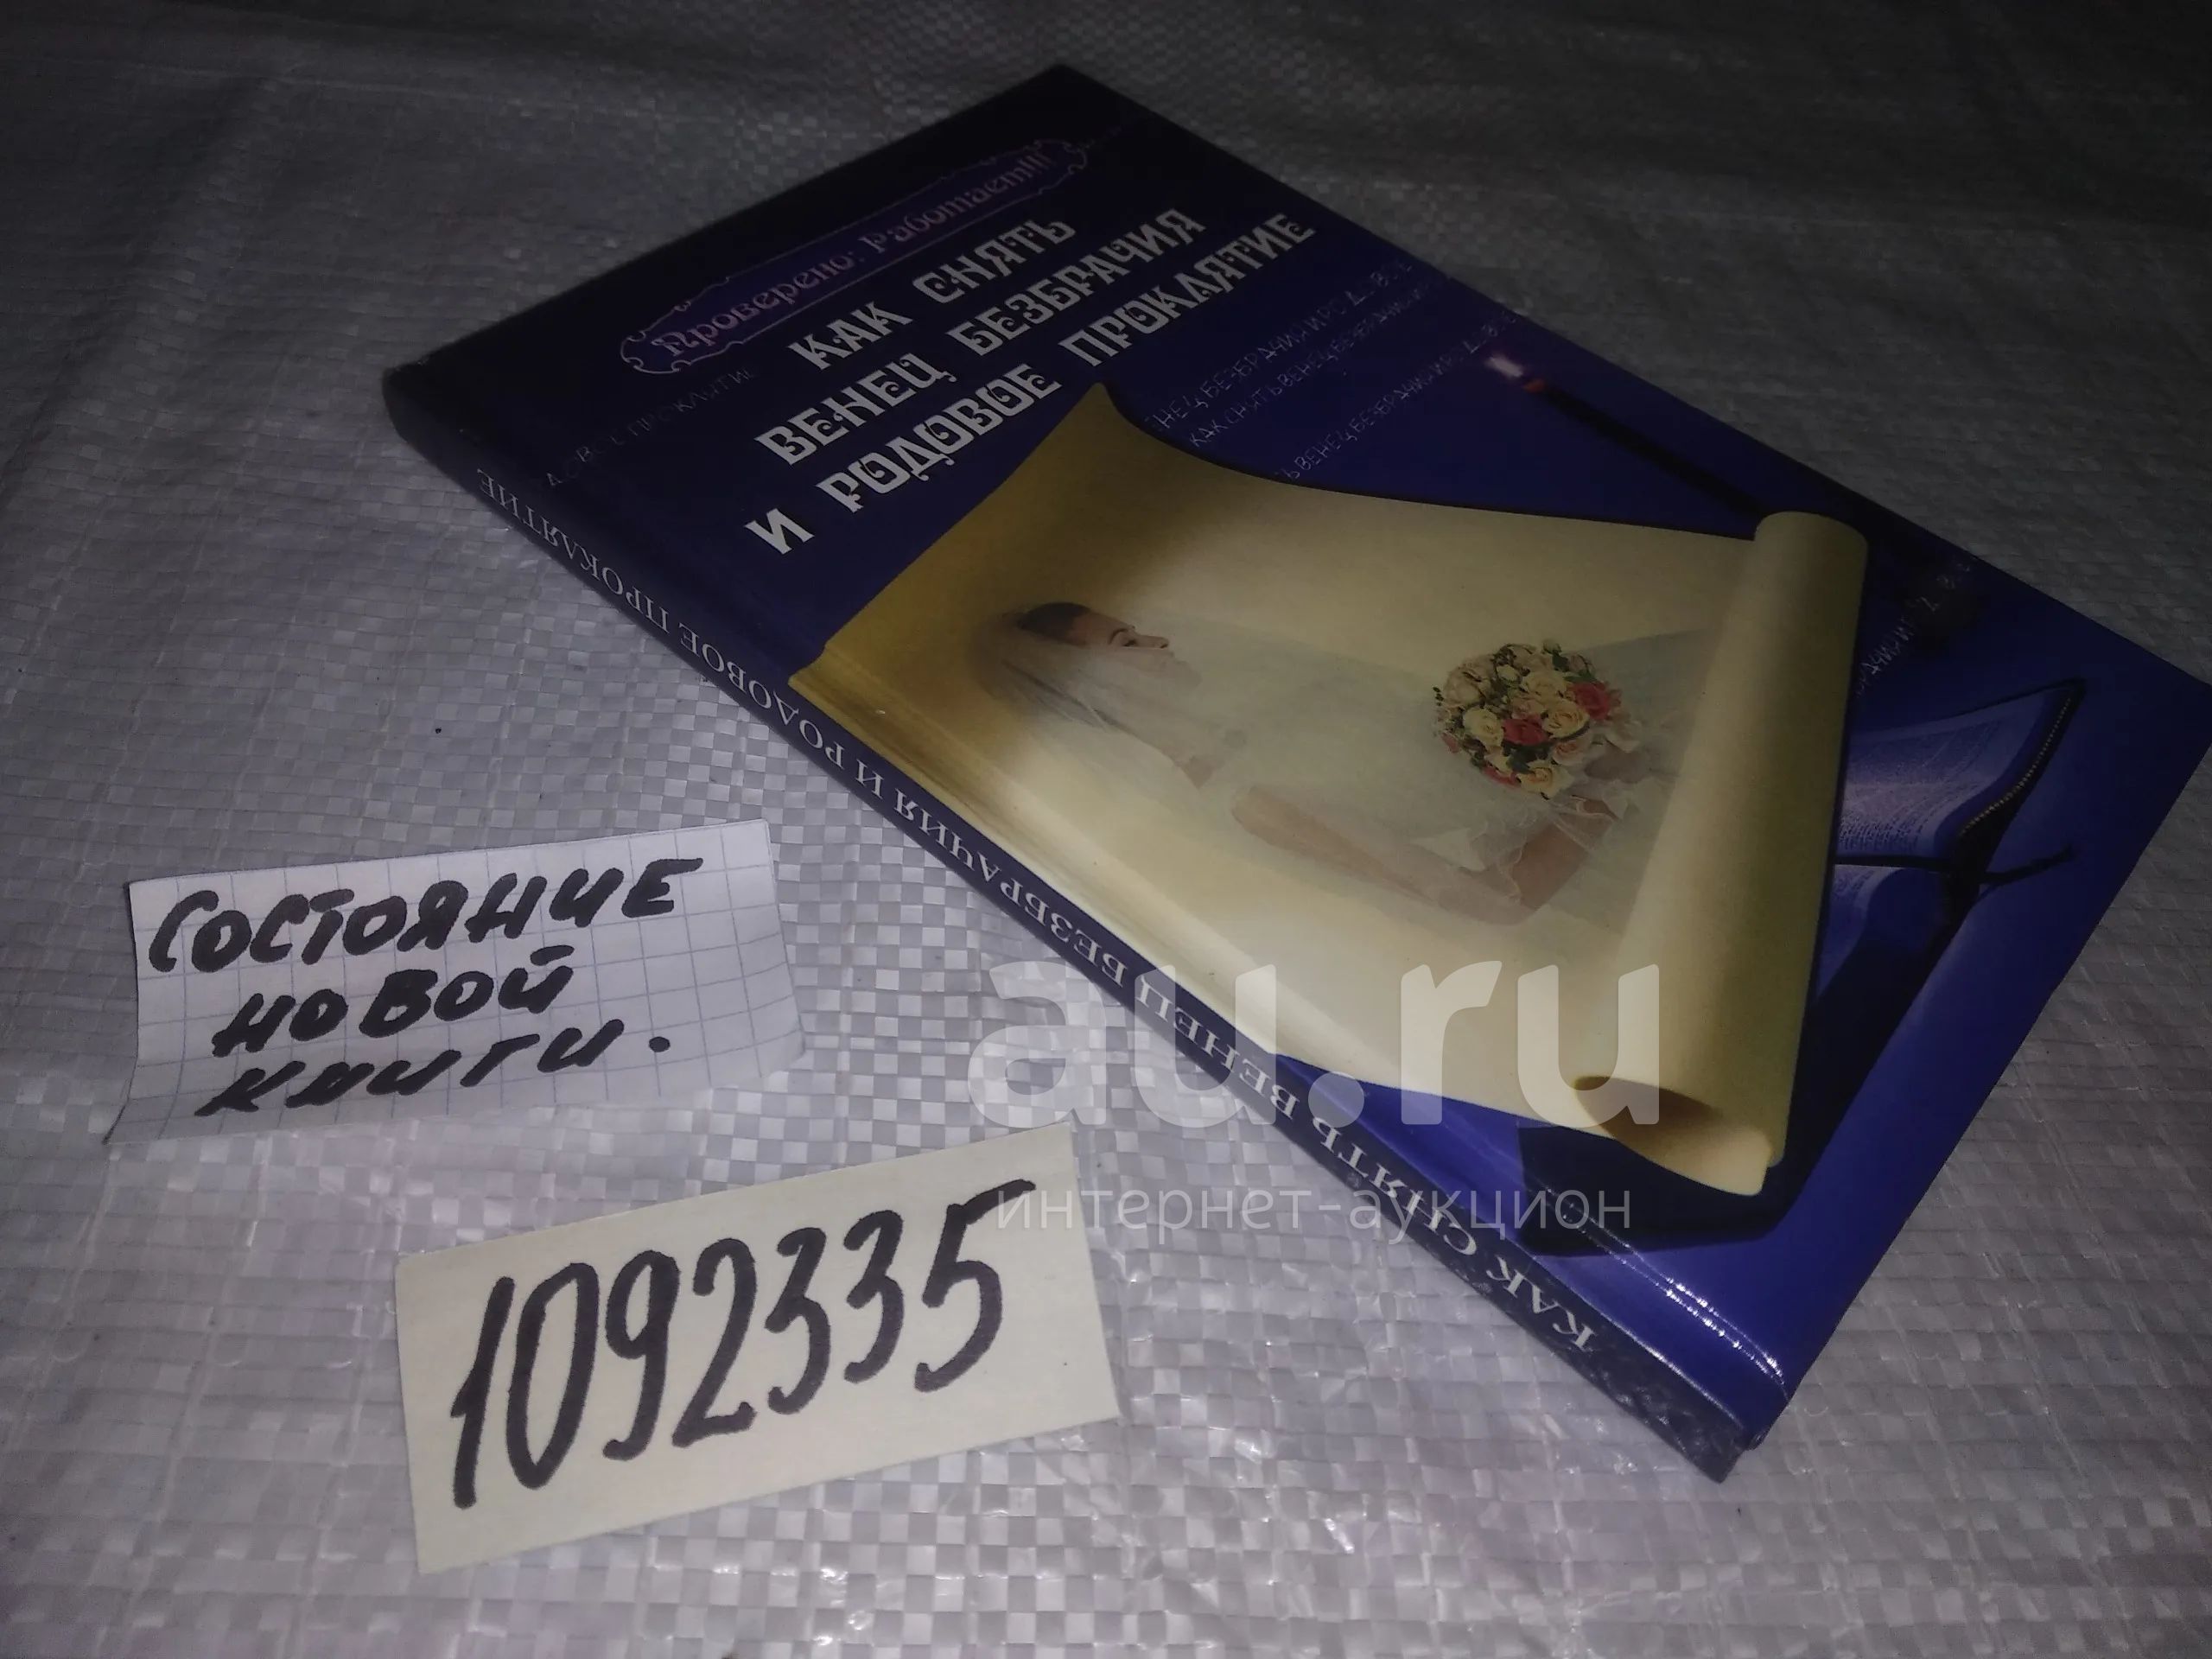 Проверено: Работает!!!
КАК СНЯТЬ
ВЕНЕЦ БЕЗБРАЧИЯ
И РОДОВОЕ ПРОКЛЯТИЕ
КАК СНЯТЬ ВЕНЕЦ БЕЗБРАЧИЯ И РОДОВОЕ ПРОКЛЯТИЕ
СОСТОЯНИЕ
НОВОЙ
КНИГИ.
1092335
au.ru
интернет-аукцион